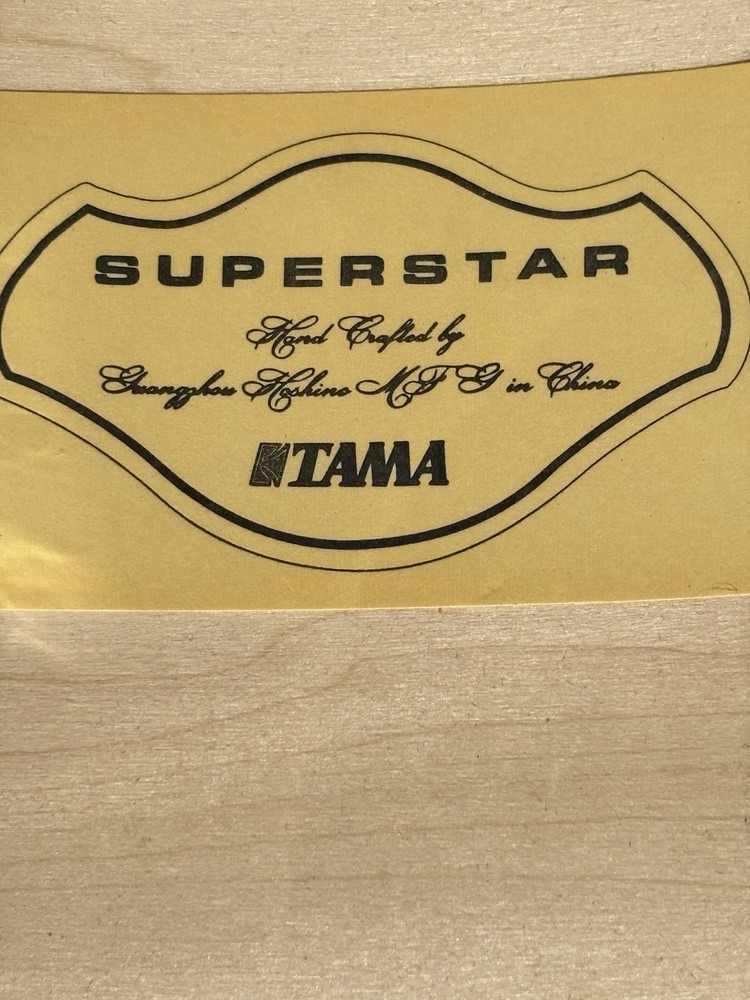 SUPERSTAR
Hand Crafted by
Guangzhou Hoshino MFG in China
TAMA